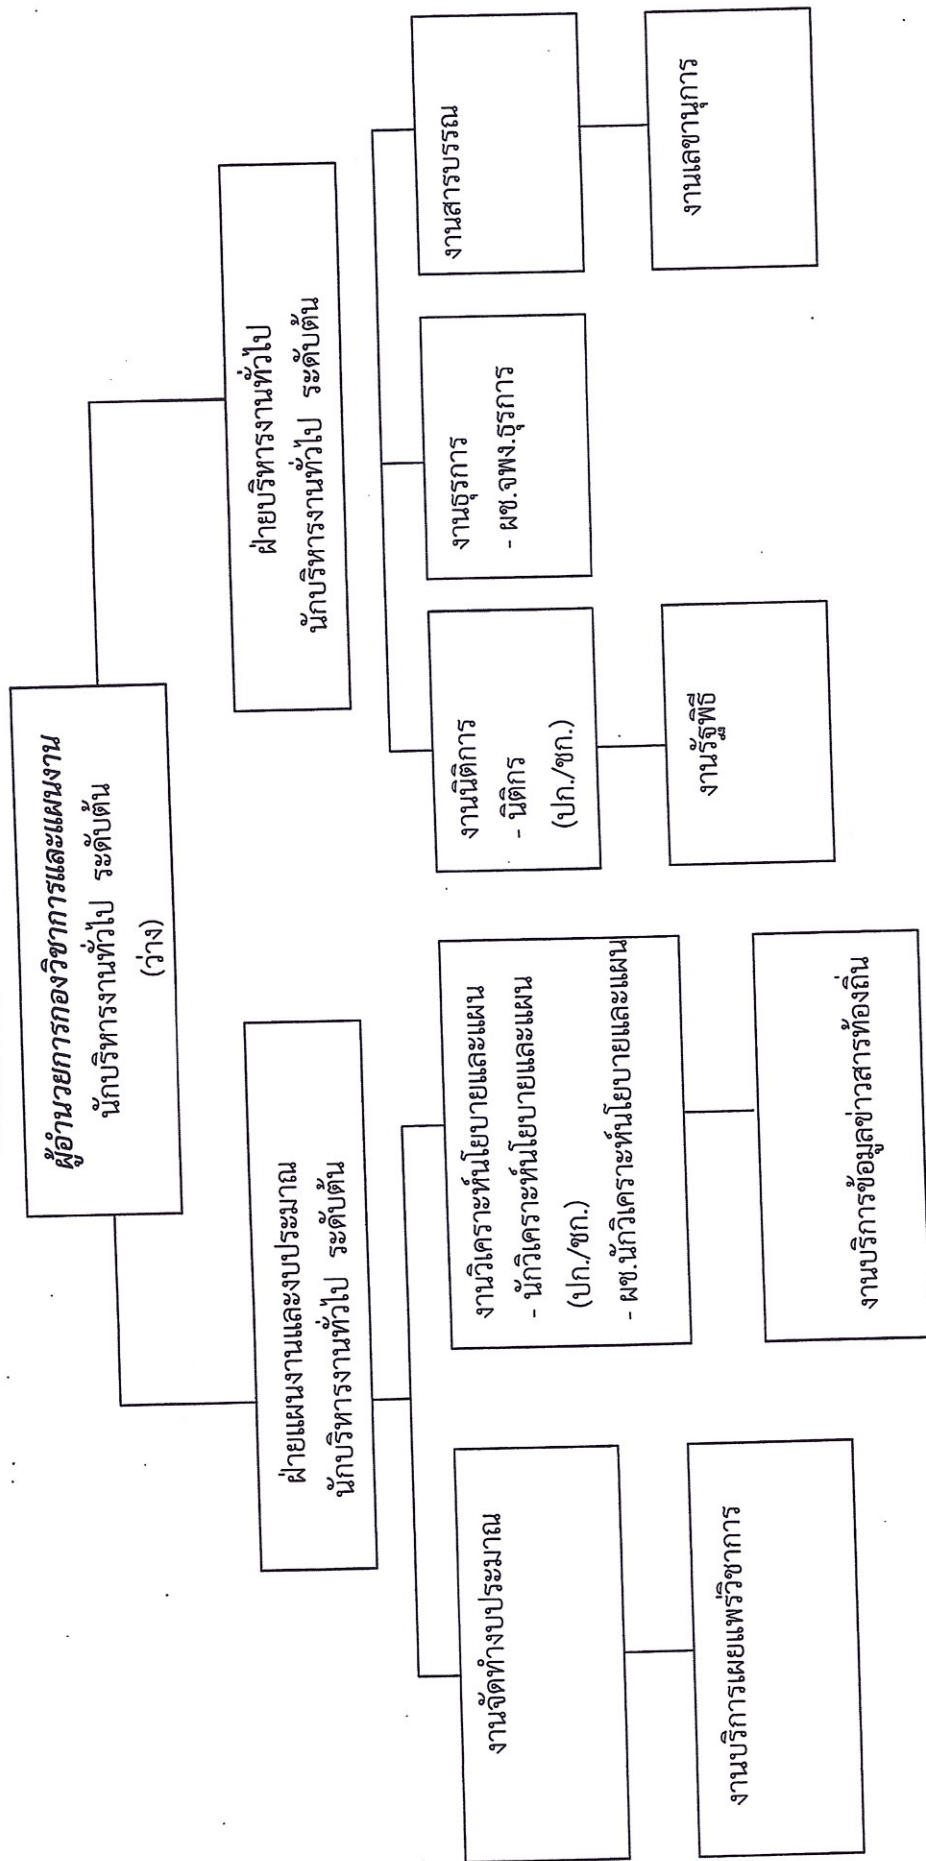 ผู้อำนวยการกองวิชาการและแผนงาน
นักบริหารงานทั่วไป ระดับต้น
(ว่าง)
ฝ่ายแผนงานและงบประมาณ
นักบริหารงานทั่วไป ระดับต้น
ฝ่ายบริหารงานทั่วไป
นักบริหารงานทั่วไป ระดับต้น
งานจัดทำงบประมาณ
งานวิเคราะห์นโยบายและแผน
- นักวิเคราะห์นโยบายและแผน
(ปก./ชก.)
- ผช.นักวิเคราะห์นโยบายและแผน
งานนิติการ
- นิติกร
(ปก./ชก.)
งานธุรการ
- ผช.จพง.ธุรการ
งานสารบรรณ
งานบริการเผยแพร่วิชาการ
งานบริการข้อมูลข่าวสารท้องถิ่น
งานรัฐพิธี
งานเลขานุการ